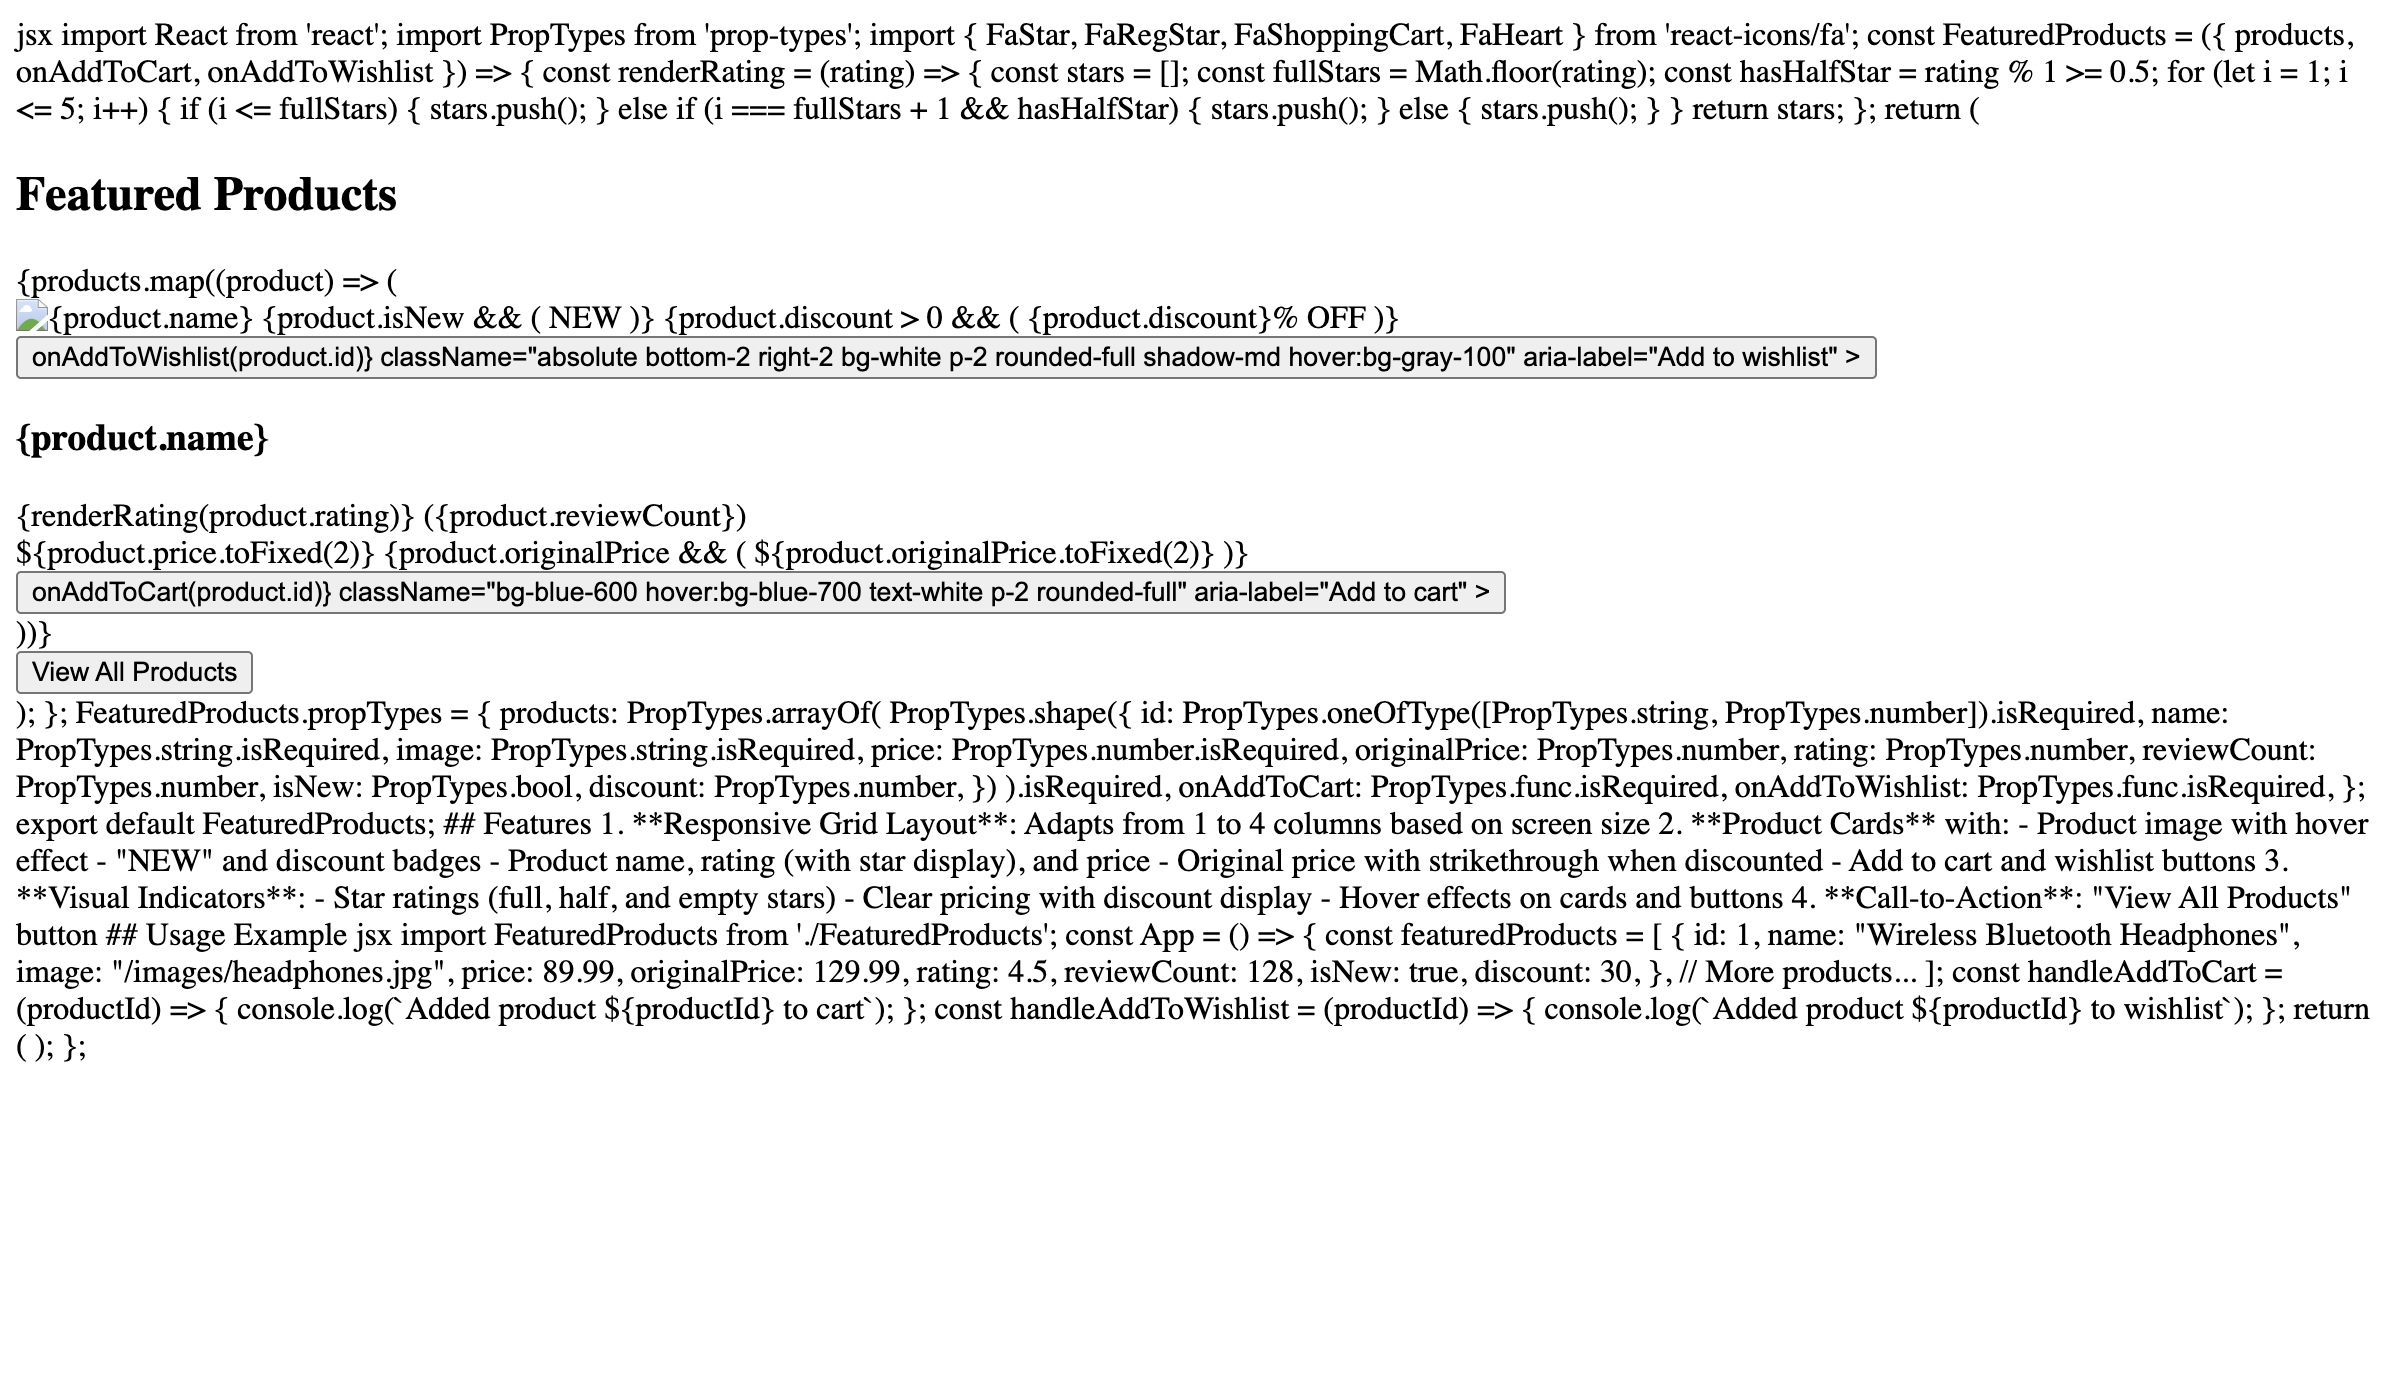 jsx import React from 'react'; import PropTypes from 'prop-types'; import { FaStar, FaRegStar, FaShoppingCart, FaHeart } from 'react-icons/fa'; const FeaturedProducts = ({ products,
onAddToCart, onAddToWishlist }) => { const renderRating = (rating) => { const stars = []; const fullStars = Math.floor(rating); const hasHalfStar = rating % 1 >= 0.5; for (let i = 1; i
<= 5; i++) { if (i <= fullStars) { stars.push(); } else if (i === fullStars + 1 && hasHalfStar) { stars.push(); } else { stars.push(); } } return stars; }; return (
Featured Products
{products.map((product) => (
{product.name} {product.isNew && ( NEW )} {product.discount > 0 && ( {product.discount}% OFF )}
onAddToWishlist(product.id)} className="absolute bottom-2 right-2 bg-white p-2 rounded-full shadow-md hover:bg-gray-100" aria-label="Add to wishlist" >
{product.name}
{renderRating(product.rating)} ({product.reviewCount})
${product.price.toFixed(2)} {product.originalPrice && ( ${product.originalPrice.toFixed(2)} )}
onAddToCart(product.id)} className="bg-blue-600 hover:bg-blue-700 text-white p-2 rounded-full" aria-label="Add to cart" >
))}
View All Products
); }; FeaturedProducts.propTypes = { products: PropTypes.arrayOf( PropTypes.shape({ id: PropTypes.oneOfType([PropTypes.string, PropTypes.number]).isRequired, name:
PropTypes.string.isRequired, image: PropTypes.string.isRequired, price: PropTypes.number.isRequired, originalPrice: PropTypes.number, rating: PropTypes.number, reviewCount:
PropTypes.number, isNew: PropTypes.bool, discount: PropTypes.number, }) ).isRequired, onAddToCart: PropTypes.func.isRequired, onAddToWishlist: PropTypes.func.isRequired, };
export default FeaturedProducts; ## Features 1. **Responsive Grid Layout**: Adapts from 1 to 4 columns based on screen size 2. **Product Cards** with: - Product image with hover
effect - "NEW" and discount badges - Product name, rating (with star display), and price - Original price with strikethrough when discounted - Add to cart and wishlist buttons 3.
**Visual Indicators**: - Star ratings (full, half, and empty stars) - Clear pricing with discount display - Hover effects on cards and buttons 4. **Call-to-Action**: "View All Products"
button ## Usage Example jsx import FeaturedProducts from './FeaturedProducts'; const App = () => { const featuredProducts = [ { id: 1, name: "Wireless Bluetooth Headphones",
image: "/images/headphones.jpg", price: 89.99, originalPrice: 129.99, rating: 4.5, reviewCount: 128, isNew: true, discount: 30, }, // More products... ]; const handleAddToCart =
(productId) => { console.log(`Added product ${productId} to cart`); }; const handleAddToWishlist = (productId) => { console.log(`Added product ${productId} to wishlist`); }; return
( ); };